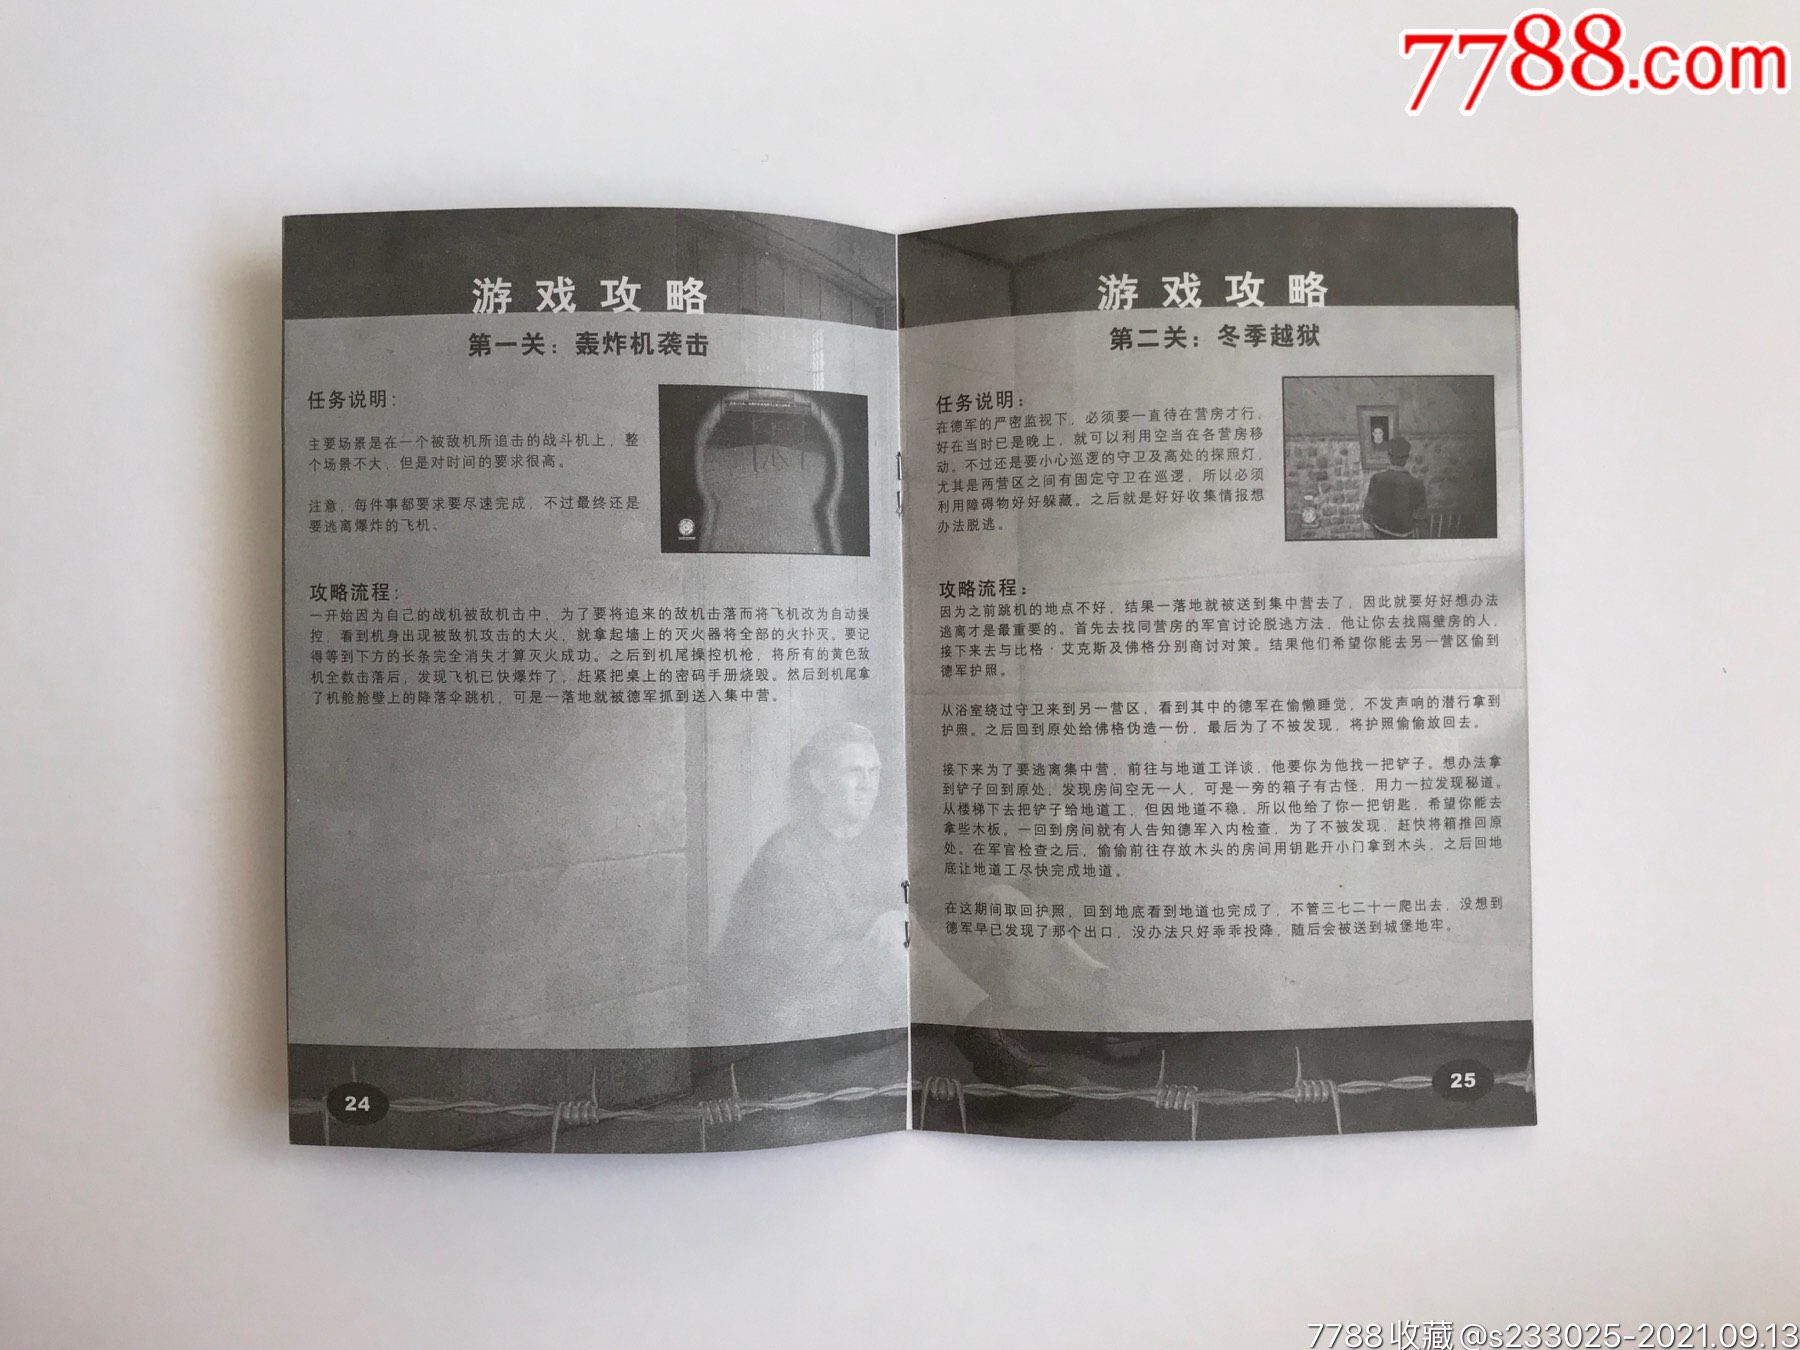 7788.com
游戏攻略
第一关：轰炸机袭击
任务说明：
主要场景是在一个被敌机所追击的战斗机上，整
个场景不大，但是对时间的要求很高。
注意，每件事都要求要尽速完成，不过最终还是
要逃离爆炸的飞机、
攻略流程：
一开始因为自己的战机被敌机击中，为了要将追来的敌机击落而将飞机改为自动操
控，看到机身出现被敌机攻击的大火，就拿起墙上的灭火器将全部的火扑灭。要记
得等到下方的长条完全消失才算灭火成功。之后到机尾操控机枪，将所有的黄色敌
机全数击落后，发现飞机已快爆炸了，赶紧把桌上的密码手册烧毁。然后到机尾拿
了机舱舱壁上的降落伞跳机，可是一落地就被德军抓到送入集中营。
24
游戏攻略
第二关：冬季越狱
任务说明：
在德军的严密监视下，必须要一直待在营房才行，
好在当时已是晚上，就可以利用空当在各营房移
动。不过还是要小心巡逻的守卫及高处的探照灯，
尤其是两营区之间有固定守卫在巡逻，所以必须
利用障碍物好好躲藏。之后就是好好收集情报想
办法脱逃。
攻略流程：
因为之前跳机的地点不好，结果一落地就被送到集中营去了，因此就要好好想办法
逃离才是最重要的。首先去找同营房的军官讨论脱逃方法，他让你去找隔壁房的人，
接下来去与比格·艾克斯及佛格分别商讨对策。结果他们希望你能去另一营区偷到
德军护照。
从浴室绕过守卫来到另一营区，看到其中的德军在偷懒睡觉，不发声响的潜行拿到
护照。之后回到原处给佛格伪造一份，最后为了不被发现，将护照偷偷放回去。
接下来为了要逃离集中营，前往与地道工详谈，他要你为他找一把铲子。想办法拿
到铲子回到原处，发现房间空无一人，可是一旁的箱子有古怪，用力一拉发现秘道。
从楼梯下去把铲子给地道工，但因地道不稳，所以他给了你一把钥匙，希望你能去
拿些木板。一回到房间就有人告知德军入内检查，为了不被发现，赶快将箱推回原
处。在军官检查之后，偷偷前往存放木头的房间用钥匙开小门拿到木头，之后回地
底让地道工尽快完成地道。
在这期间取回护照，回到地底看到地道也完成了，不管三七二十一爬出去，没想到
德军早已发现了那个出口，没办法只好乖乖投降，随后会被送到城堡地牢。
25
7788收藏@s233025-2021.09.13